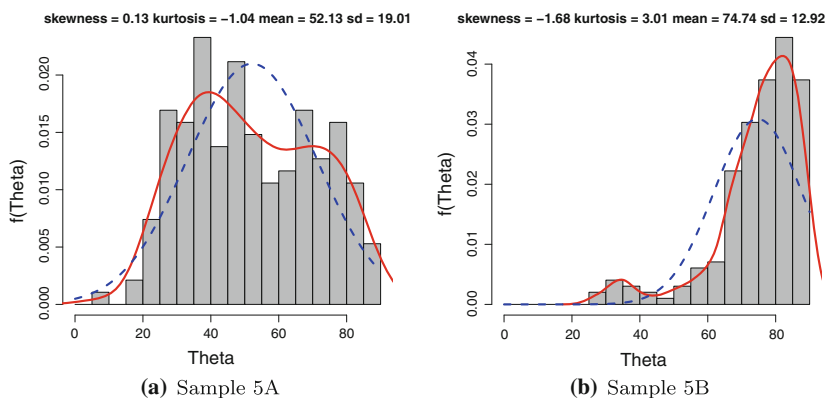 skewness = 0.13 kurtosis = −1.04 mean = 52.13 sd = 19.01
f(Theta)
0.020
0.015
0.010
0.005
0.000
0 20 40 60 80
Theta
(a) Sample 5A
skewness = −1.68 kurtosis = 3.01 mean = 74.74 sd = 12.92
f(Theta)
0.04
0.03
0.02
0.01
0.00
0 20 40 60 80
Theta
(b) Sample 5B